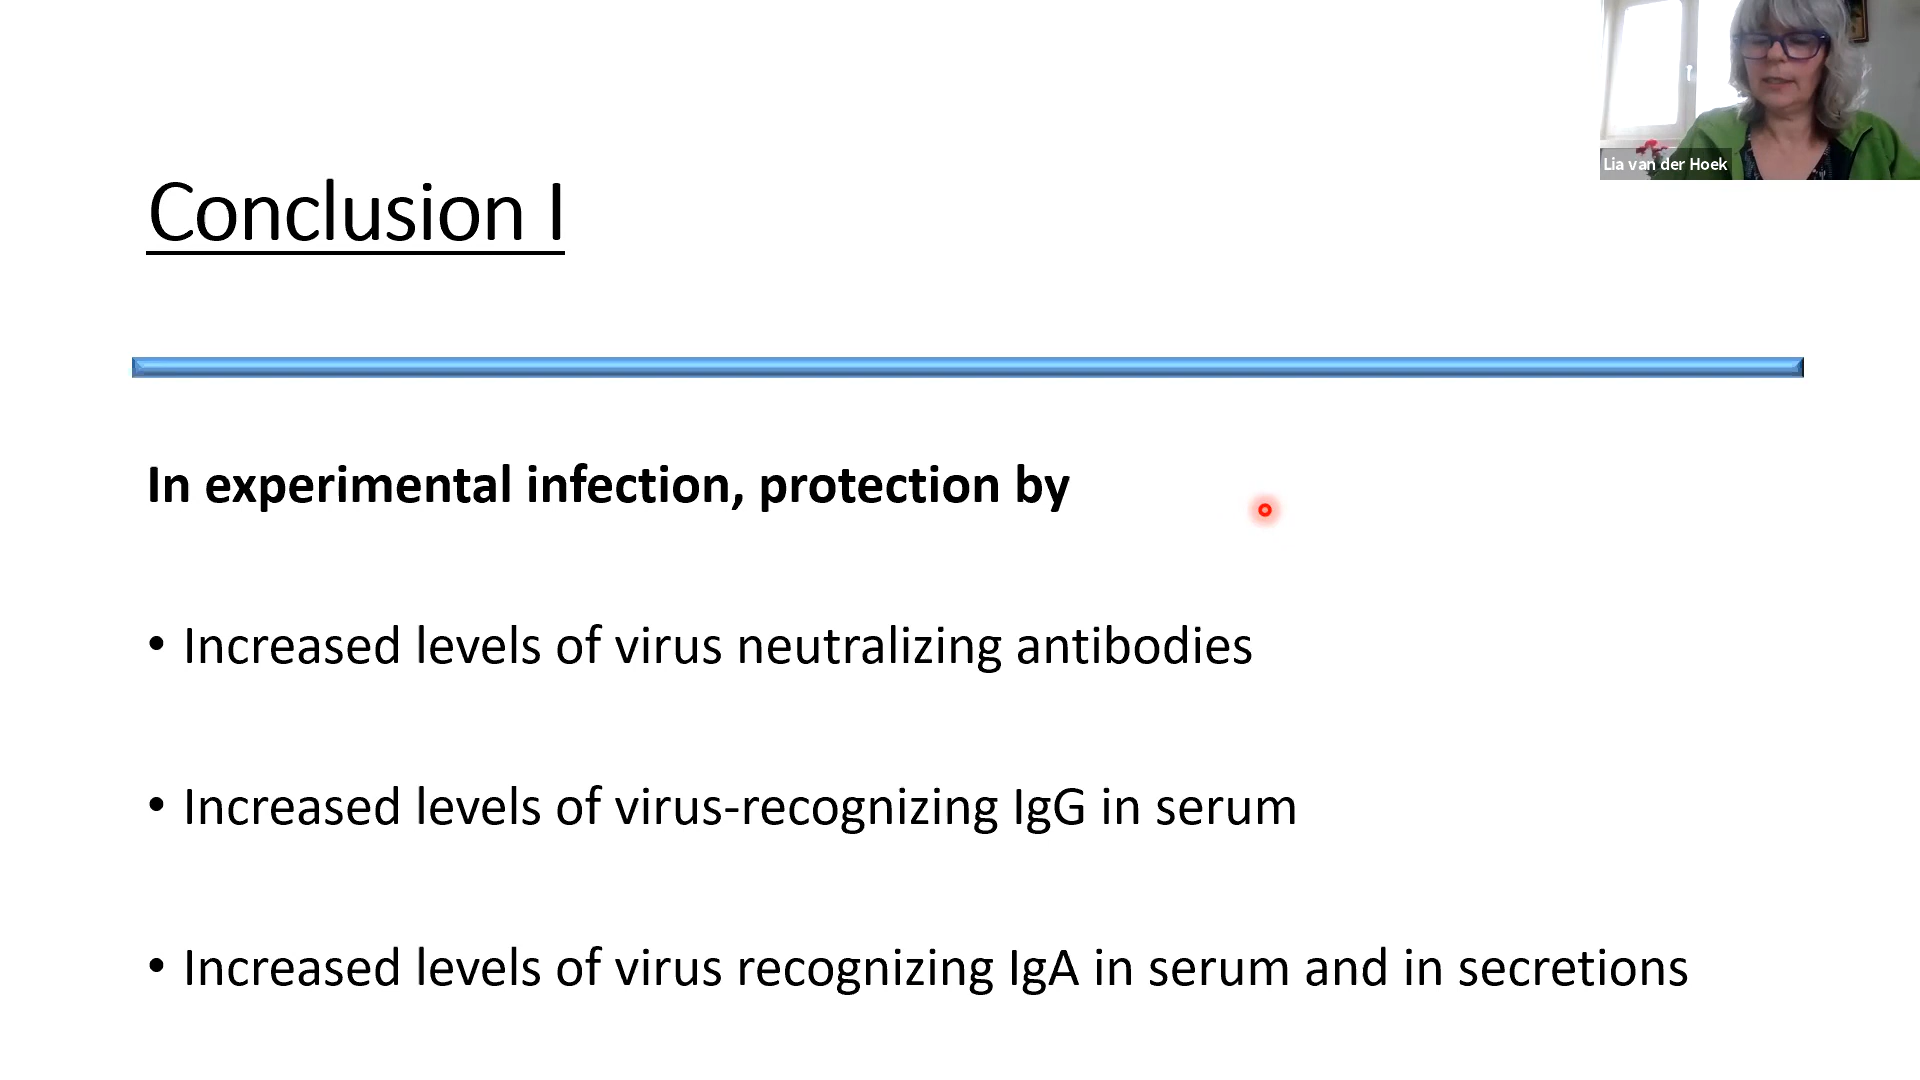 Lia van der Hoek
Conclusion I
In experimental infection, protection by
• Increased levels of virus neutralizing antibodies
• Increased levels of virus-recognizing IgG in serum
• Increased levels of virus recognizing IgA in serum and in secretions